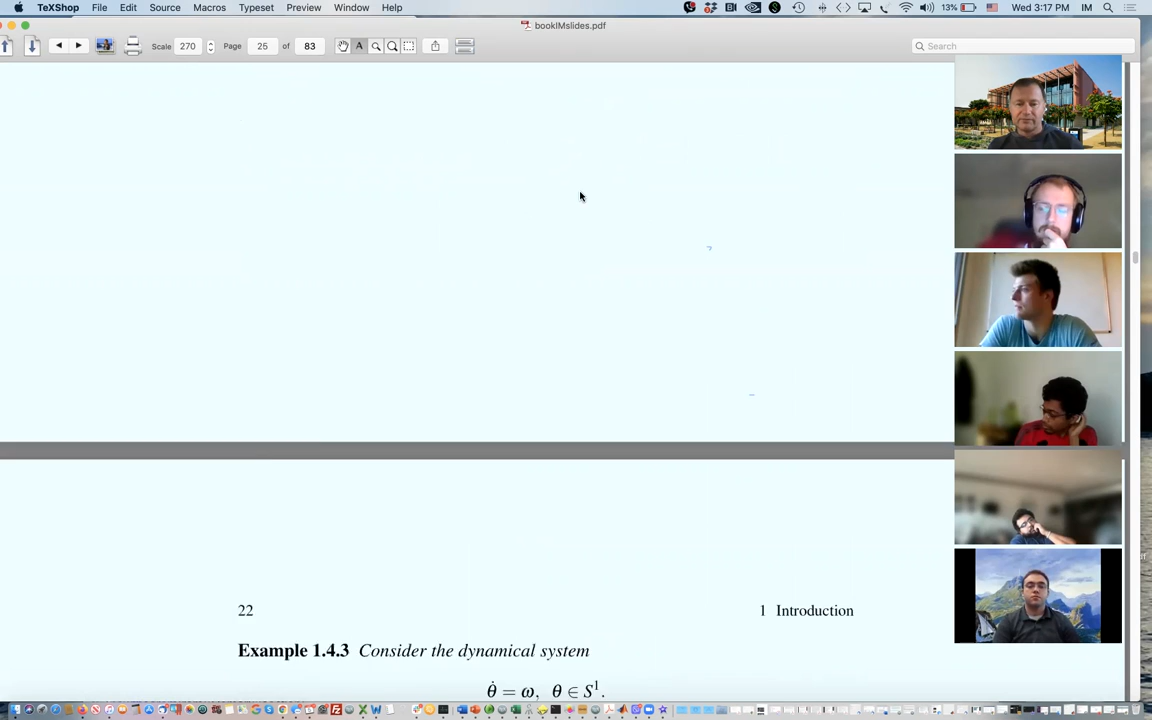 TeXShop File Edit Source Macros Typeset Preview Window Help 13% Wed 3:17 PM IM
bookIMslides.pdf
Scale 270 Page 25 of 83 A Search
22 1 Introduction
Example 1.4.3 Consider the dynamical system
θ̇ = ω, θ ∈ S¹.